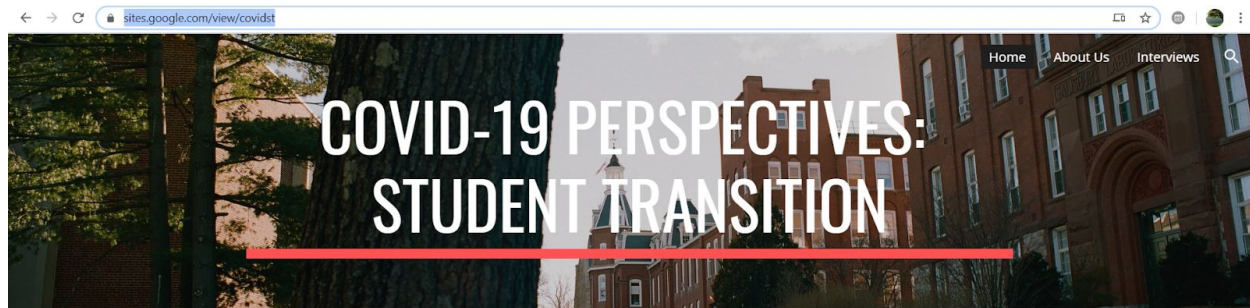 sites.google.com/view/covidst
Home About Us Interviews
COVID-19 PERSPECTIVES:
STUDENT TRANSITION